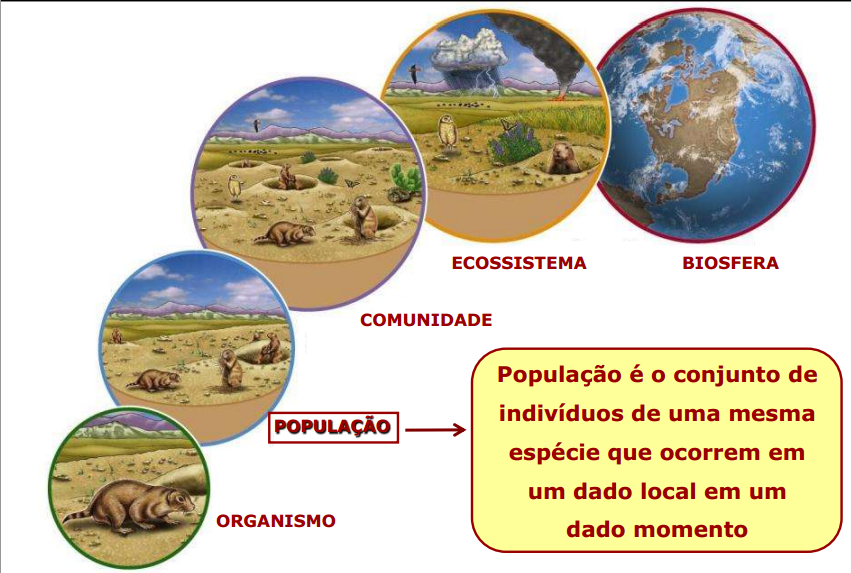 ECOSSISTEMA
BIOSFERA
COMUNIDADE
POPULAÇÃO
ORGANISMO
População é o conjunto de
indivíduos de uma mesma
espécie que ocorrem em
um dado local em um
dado momento